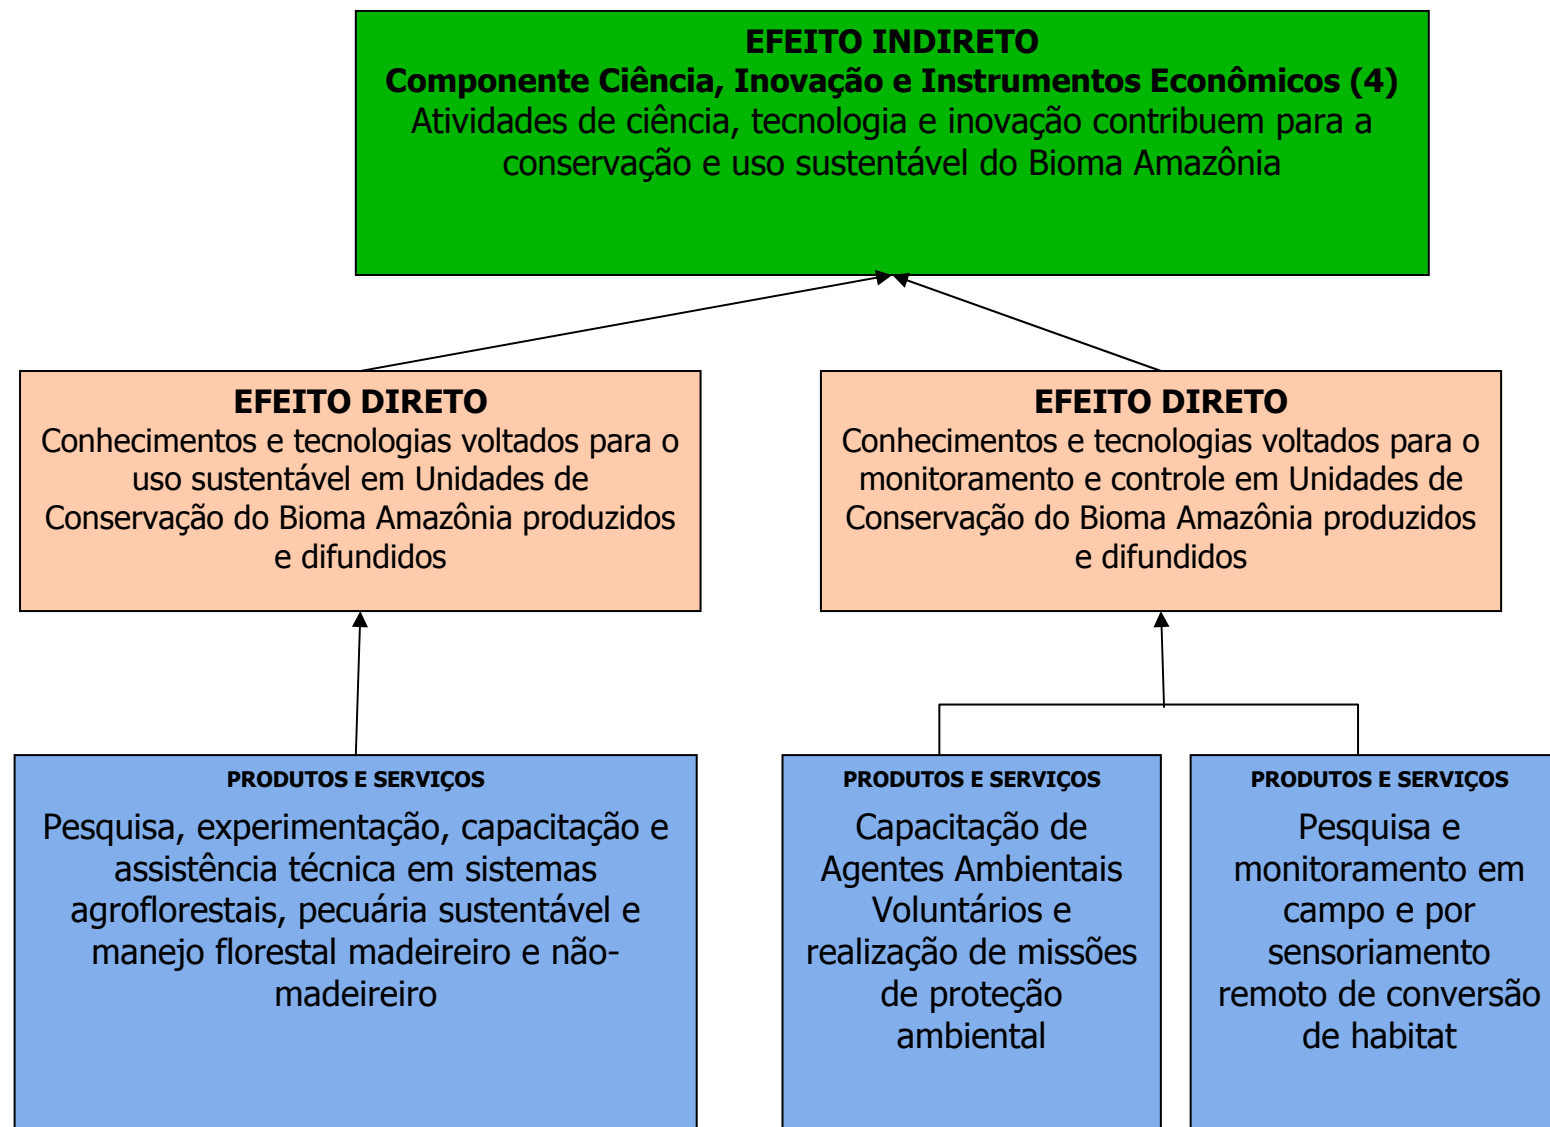 EFEITO INDIRETO
Componente Ciência, Inovação e Instrumentos Econômicos (4)
Atividades de ciência, tecnologia e inovação contribuem para a
conservação e uso sustentável do Bioma Amazônia
EFEITO DIRETO
Conhecimentos e tecnologias voltados para o
uso sustentável em Unidades de
Conservação do Bioma Amazônia produzidos
e difundidos
EFEITO DIRETO
Conhecimentos e tecnologias voltados para o
monitoramento e controle em Unidades de
Conservação do Bioma Amazônia produzidos
e difundidos
PRODUTOS E SERVIÇOS
Pesquisa, experimentação, capacitação e
assistência técnica em sistemas
agroflorestais, pecuária sustentável e
manejo florestal madeireiro e não-
madeireiro
PRODUTOS E SERVIÇOS
Capacitação de
Agentes Ambientais
Voluntários e
realização de missões
de proteção
ambiental
PRODUTOS E SERVIÇOS
Pesquisa e
monitoramento em
campo e por
sensoriamento
remoto de conversão
de habitat